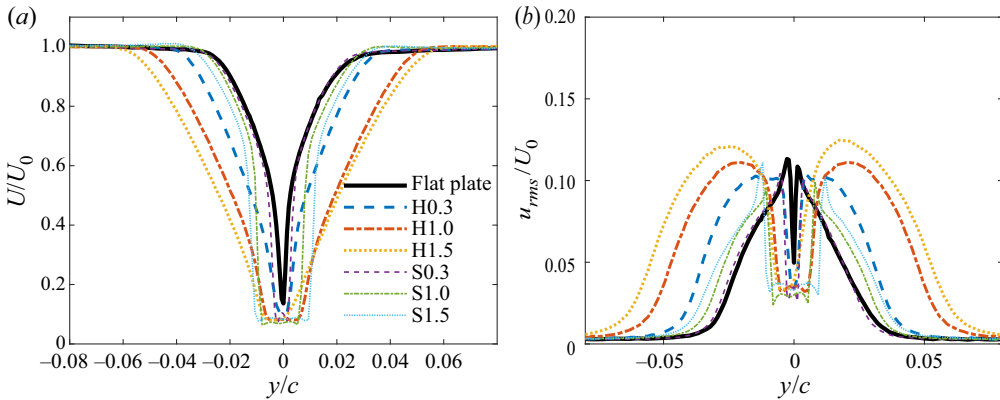 (a)
1.0
0.8
0.6
0.4
0.2
0
U/U0
−0.08
−0.06
−0.04
−0.02
0
0.02
0.04
0.06
y/c
Flat plate
H0.3
H1.0
H1.5
S0.3
S1.0
S1.5
(b)
0.20
0.15
0.10
0.05
0
urms/U0
−0.05
0
0.05
y/c